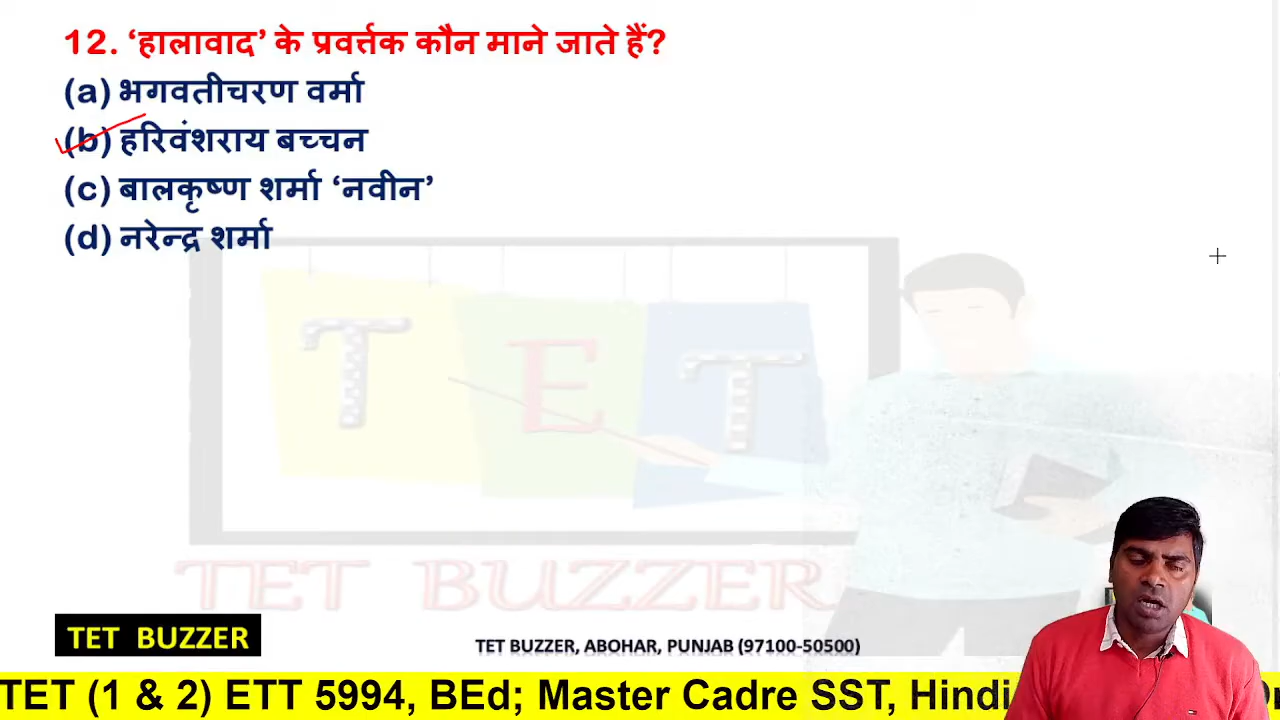 12. ‘हालावाद’ के प्रवर्त्तक कौन माने जाते हैं?
(a) भगवतीचरण वर्मा
(b) हरिवंशराय बच्चन
(c) बालकृष्ण शर्मा ‘नवीन’
(d) नरेन्द्र शर्मा
T E T
TET BUZZER
TET BUZZER
TET BUZZER, ABOHAR, PUNJAB (97100-50500)
TET (1 & 2) ETT 5994, BEd; Master Cadre SST, Hindi